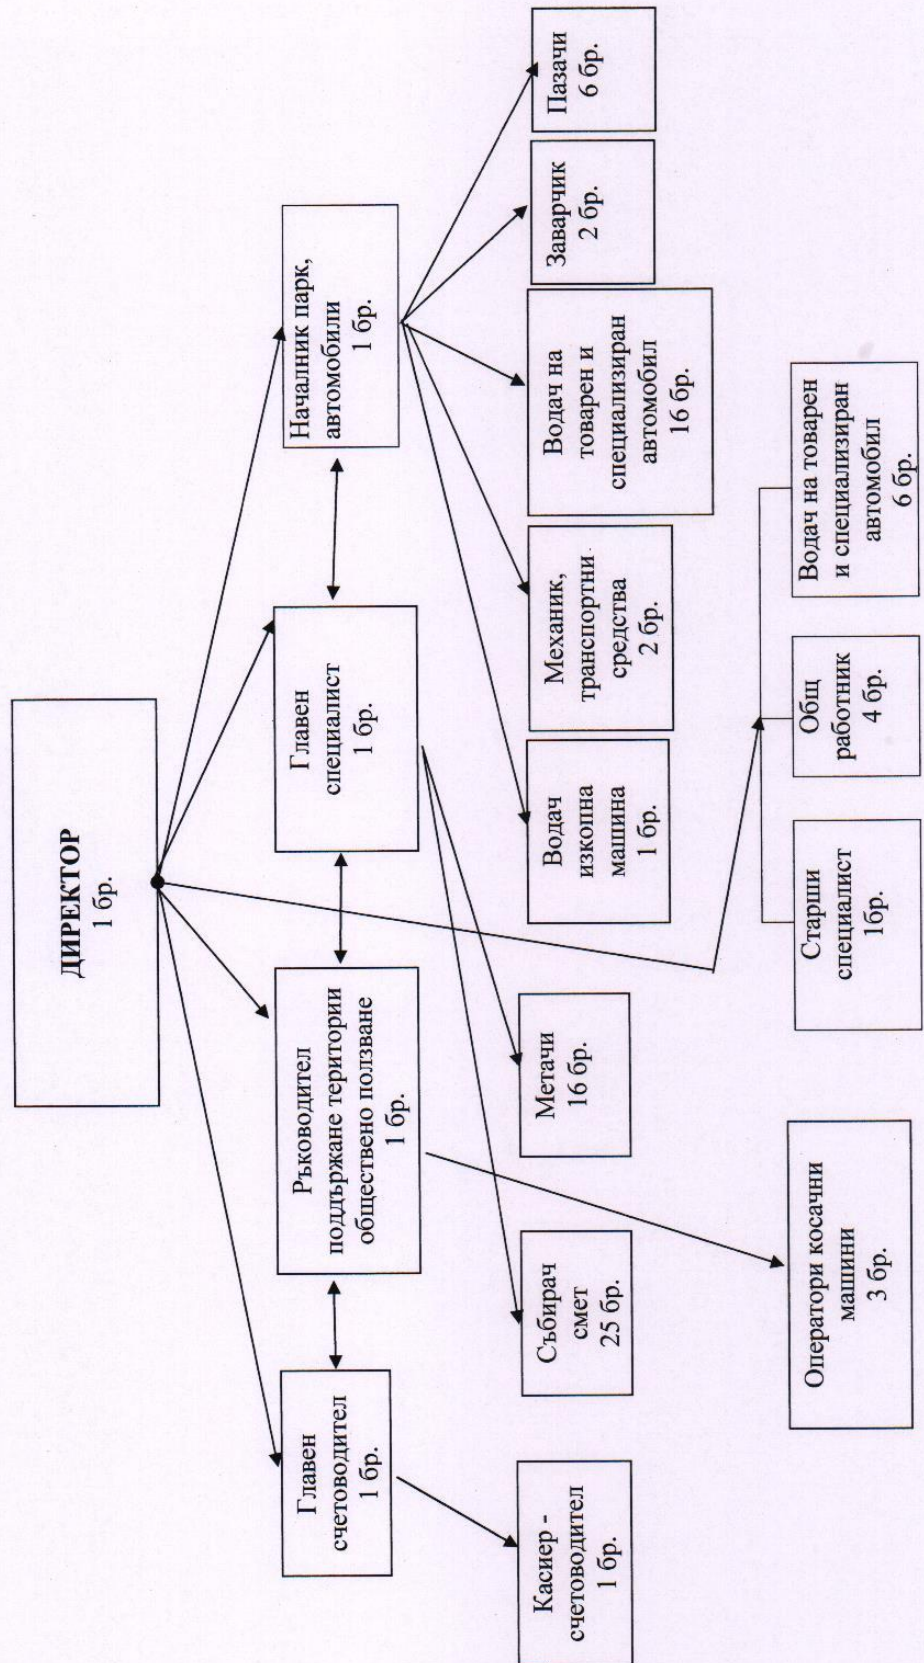 ДИРЕКТОР
1 бр.
Главен
счетоводител
1 бр.
Ръководител
поддържане територии
обществено ползване
1 бр.
Главен
специалист
1 бр.
Началник парк,
автомобили
1 бр.
Касиер -
счетоводител
1 бр.
Събирач
смет
25 бр.
Метачи
16 бр.
Водач
изкопна
машина
1 бр.
Механик,
транспортни
средства
2 бр.
Водач на
товарен и
специализиран
автомобил
16 бр.
Заварчик
2 бр.
Пазачи
6 бр.
Оператори косачни
машини
3 бр.
Старши
специалист
1бр.
Общ
работник
4 бр.
Водач на товарен
и специализиран
автомобил
6 бр.